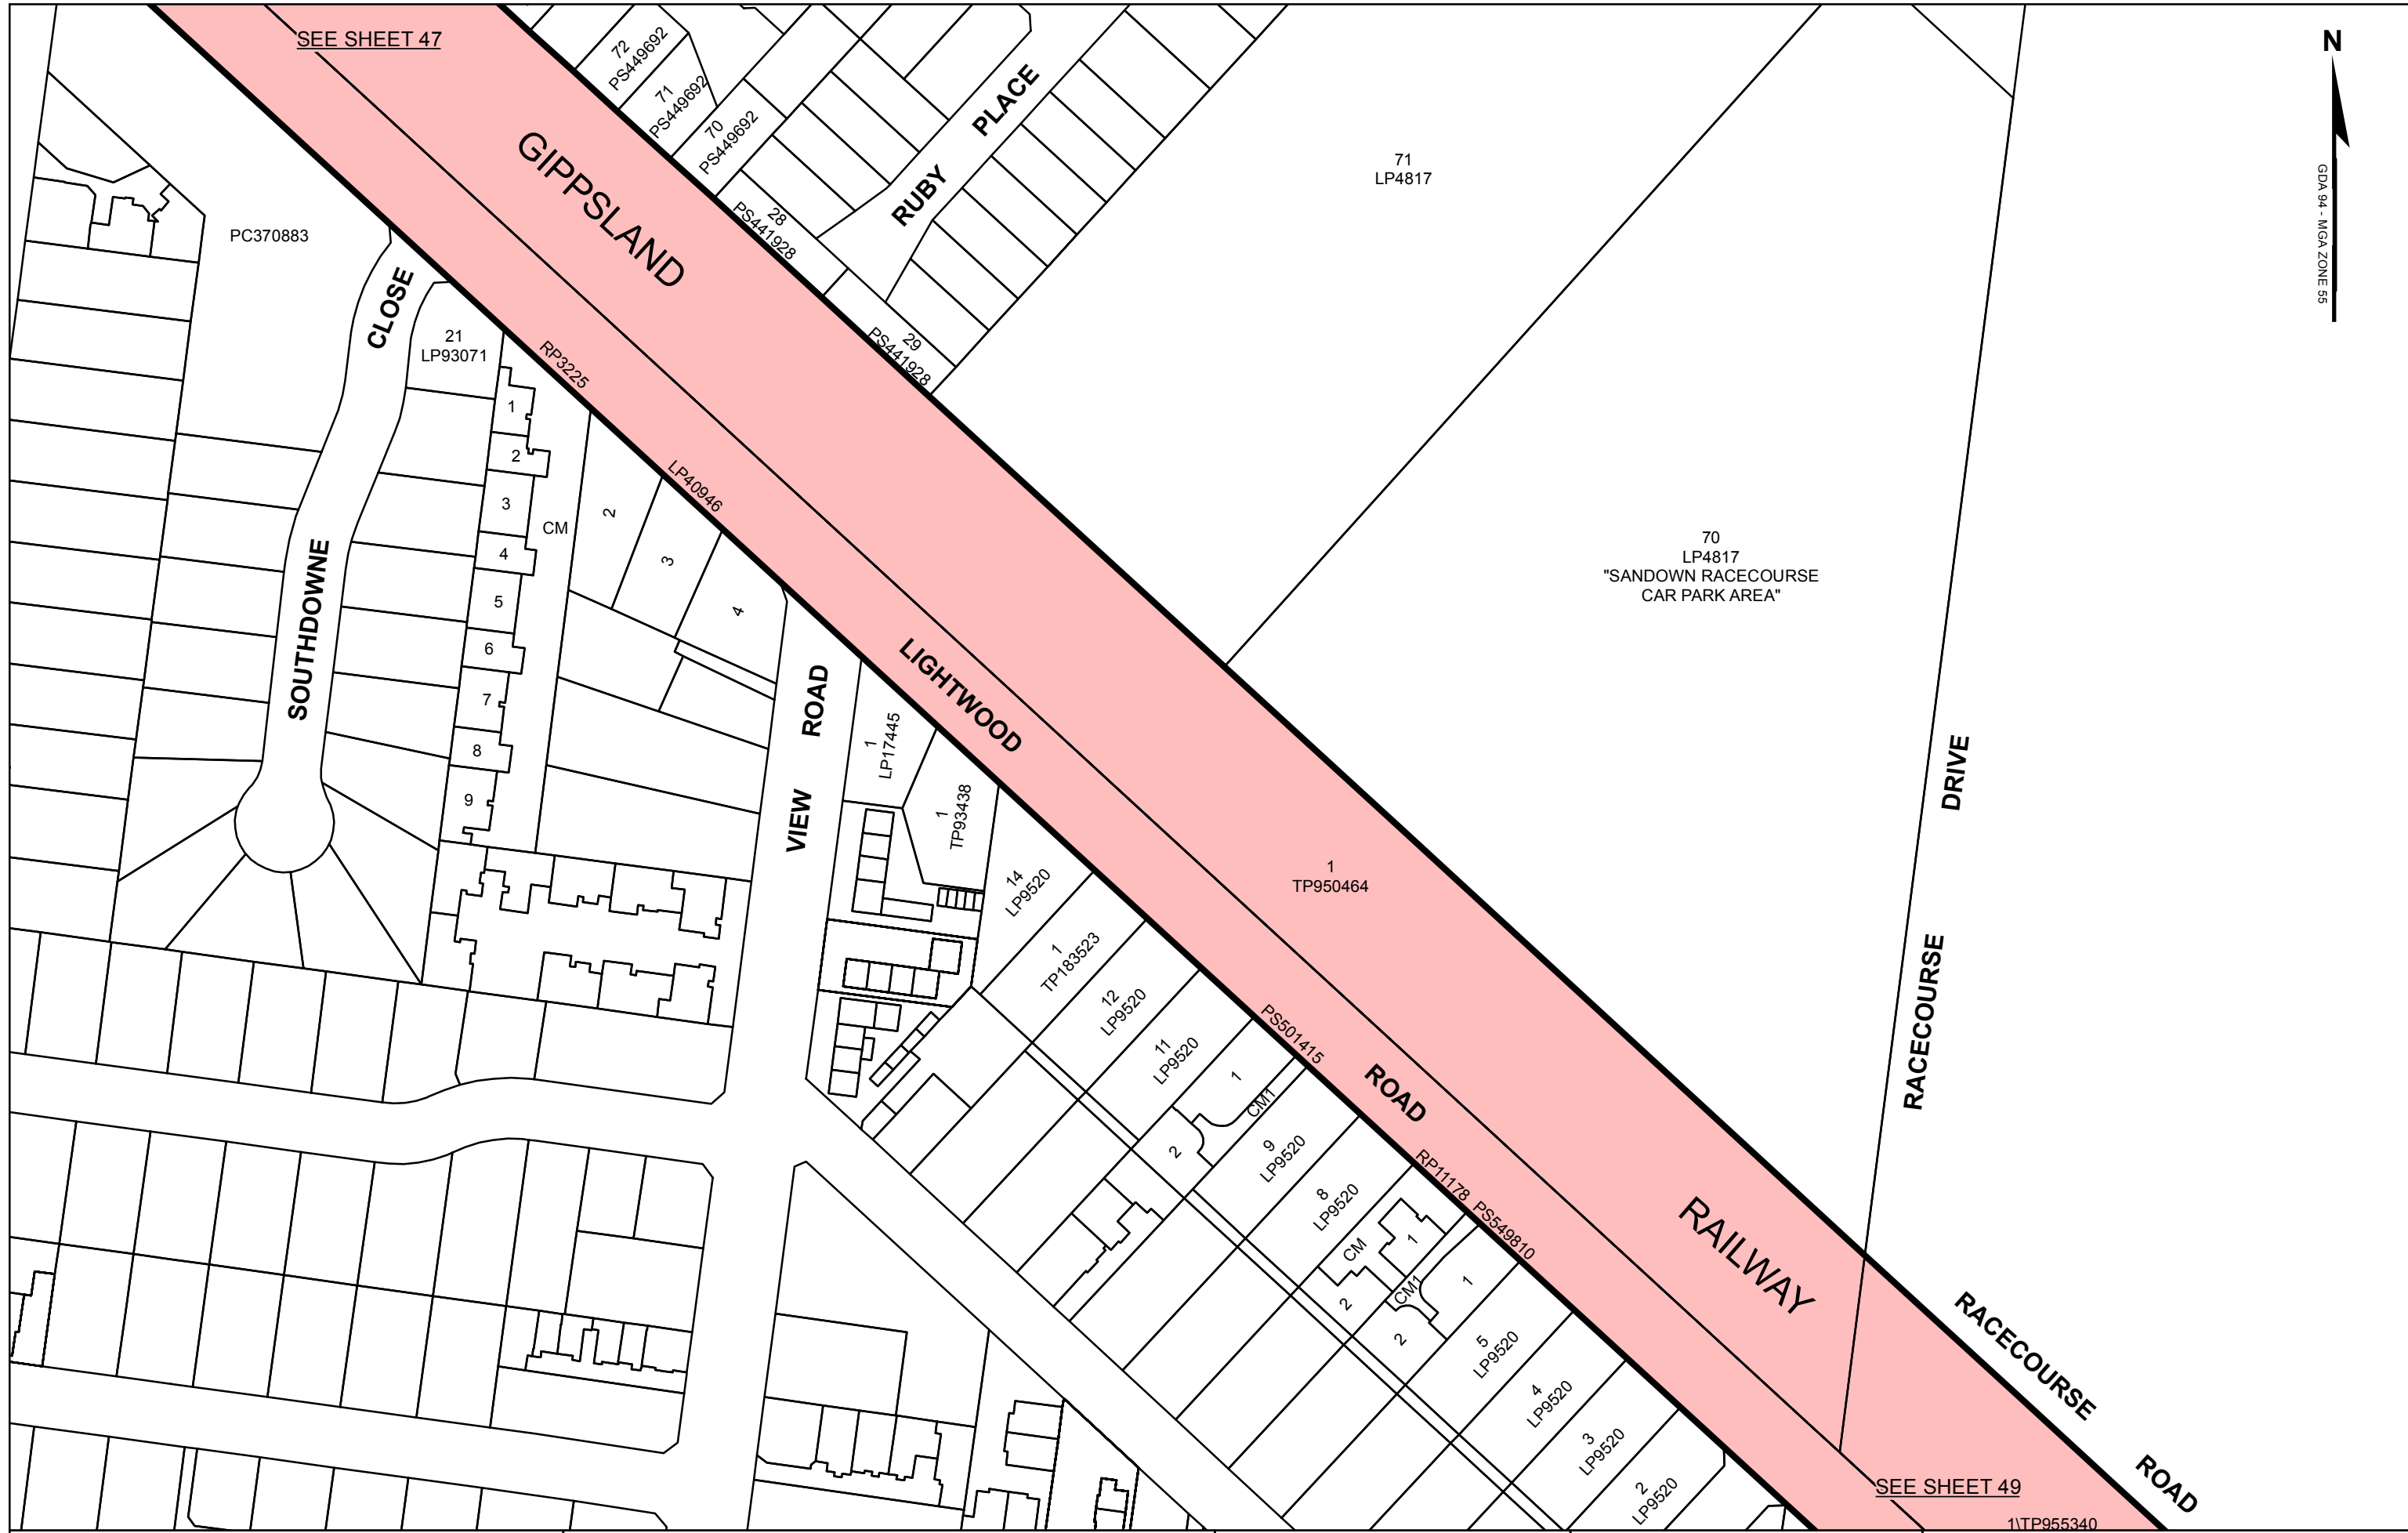 SEE SHEET 47
N
GDA 94 - MGA ZONE 55
72
PS449692
71
PS449692
70
PS449692
RUBY PLACE
GIPPSLAND
28
PS441928
29
PS441928
71
LP4817
PC370883
CLOSE
SOUTHDOWNE
21
LP93071
RP3225
1
2
3
4
5
6
7
8
9
CM
LP40946
2
3
4
70
LP4817
"SANDOWN RACECOURSE
CAR PARK AREA"
VIEW ROAD
LIGHTWOOD
1
LP17445
1
TP93438
RACECOURSE DRIVE
1
TP950464
14
LP9520
1
TP183523
12
LP9520
11
LP9520
PS501415
1
CM1
2
ROAD
9
LP9520
8
LP9520
RP11178
PS549810
CM
1
2
CM1
1
2
RAILWAY
5
LP9520
4
LP9520
3
LP9520
2
LP9520
RACECOURSE
ROAD
SEE SHEET 49
1\TP955340